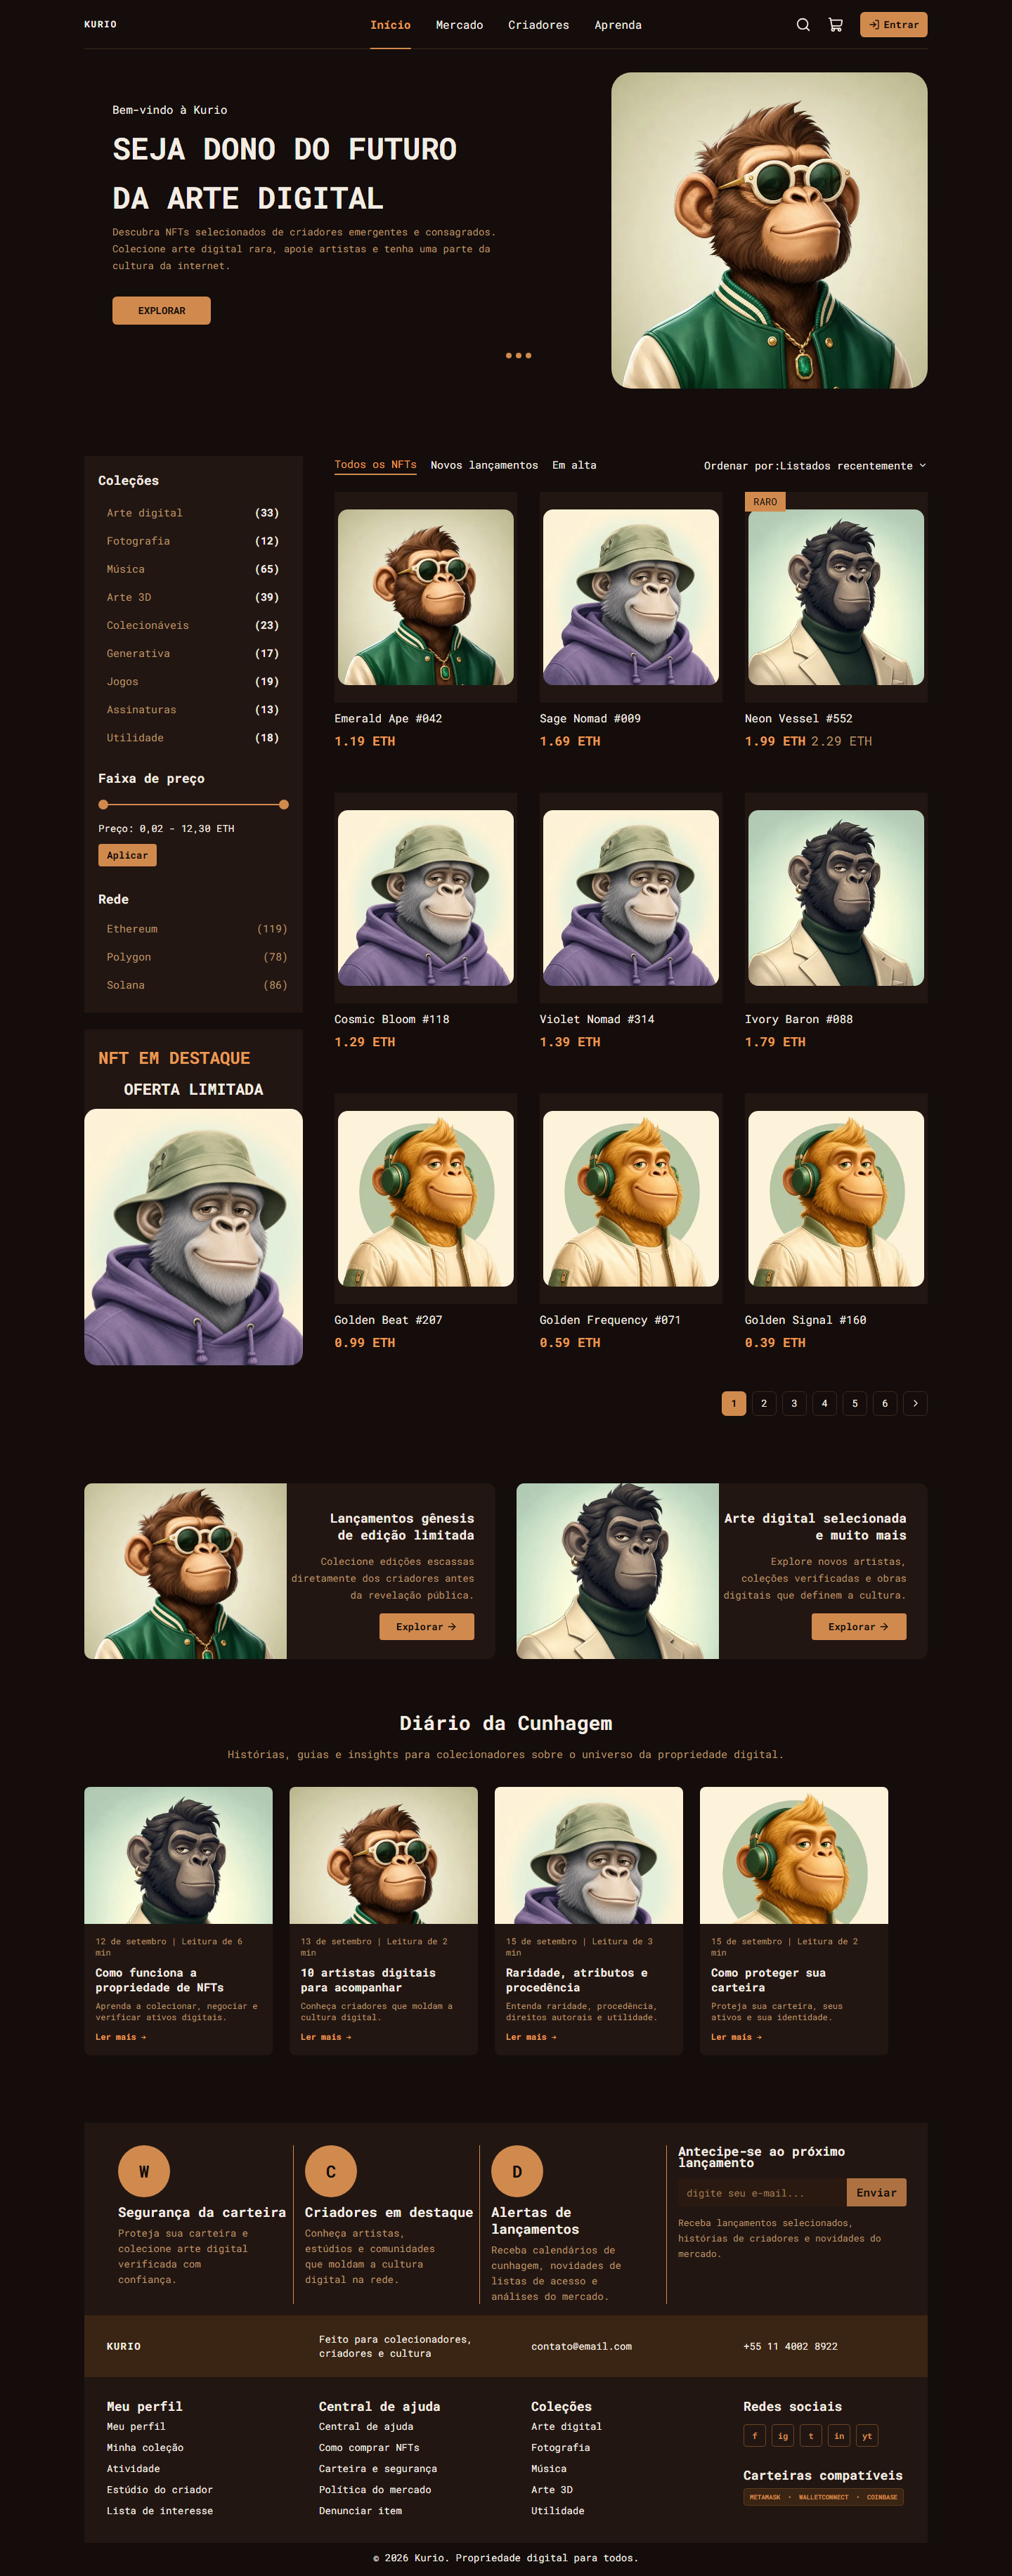 KURIO
Início Mercado Criadores Aprenda
Entrar
Bem-vindo à Kurio
SEJA DONO DO FUTURO
DA ARTE DIGITAL
Descubra NFTs selecionados de criadores emergentes e consagrados.
Colecione arte digital rara, apoie artistas e tenha uma parte da
cultura da internet.
EXPLORAR
Coleções
Arte digital (33)
Fotografia (12)
Música (65)
Arte 3D (39)
Colecionáveis (23)
Generativa (17)
Jogos (19)
Assinaturas (13)
Utilidade (18)
Faixa de preço
Preço: 0,02 - 12,30 ETH
Aplicar
Rede
Ethereum (119)
Polygon (78)
Solana (86)
NFT EM DESTAQUE
OFERTA LIMITADA
Todos os NFTs Novos lançamentos Em alta
Ordenar por:Listados recentemente
RARO
Emerald Ape #042
1.19 ETH
Sage Nomad #009
1.69 ETH
Neon Vessel #552
1.99 ETH 2.29 ETH
Cosmic Bloom #118
1.29 ETH
Violet Nomad #314
1.39 ETH
Ivory Baron #088
1.79 ETH
Golden Beat #207
0.99 ETH
Golden Frequency #071
0.59 ETH
Golden Signal #160
0.39 ETH
1 2 3 4 5 6
Lançamentos gênesis
de edição limitada
Colecione edições escassas
diretamente dos criadores antes
da revelação pública.
Explorar →
Arte digital selecionada
e muito mais
Explore novos artistas,
coleções verificadas e obras
digitais que definem a cultura.
Explorar →
Diário da Cunhagem
Histórias, guias e insights para colecionadores sobre o universo da propriedade digital.
12 de setembro | Leitura de 6
min
Como funciona a
propriedade de NFTs
Aprenda a colecionar, negociar e
verificar ativos digitais.
Ler mais →
13 de setembro | Leitura de 2
min
10 artistas digitais
para acompanhar
Conheça criadores que moldam a
cultura digital.
Ler mais →
15 de setembro | Leitura de 3
min
Raridade, atributos e
procedência
Entenda raridade, procedência,
direitos autorais e utilidade.
Ler mais →
15 de setembro | Leitura de 2
min
Como proteger sua
carteira
Proteja sua carteira, seus
ativos e sua identidade.
Ler mais →
W
Segurança da carteira
Proteja sua carteira e
colecione arte digital
verificada com
confiança.
C
Criadores em destaque
Conheça artistas,
estúdios e comunidades
que moldam a cultura
digital na rede.
D
Alertas de
lançamentos
Receba calendários de
cunhagem, novidades de
listas de acesso e
análises do mercado.
Antecipe-se ao próximo
lançamento
digite seu e-mail...
Enviar
Receba lançamentos selecionados,
histórias de criadores e novidades do
mercado.
KURIO
Feito para colecionadores,
criadores e cultura
contato@email.com
+55 11 4002 8922
Meu perfil
Meu perfil
Minha coleção
Atividade
Estúdio do criador
Lista de interesse
Central de ajuda
Central de ajuda
Como comprar NFTs
Carteira e segurança
Política do mercado
Denunciar item
Coleções
Arte digital
Fotografia
Música
Arte 3D
Utilidade
Redes sociais
f ig t in yt
Carteiras compatíveis
METAMASK • WALLETCONNECT • COINBASE
© 2026 Kurio. Propriedade digital para todos.